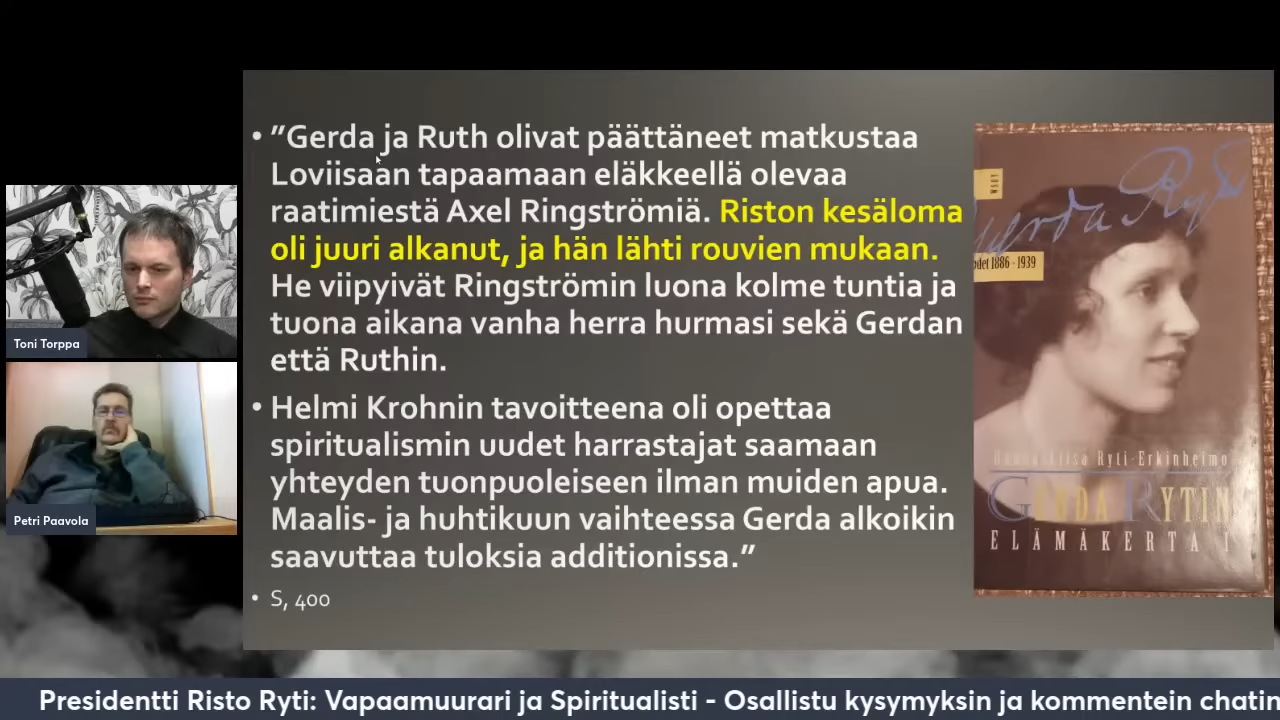 • ”Gerda ja Ruth olivat päättäneet matkustaa
Loviisaan tapaamaan eläkkeellä olevaa
raatimiestä Axel Ringströmiä. Riston kesäloma
oli juuri alkanut, ja hän lähti rouvien mukaan.
He viipyivät Ringströmin luona kolme tuntia ja
tuona aikana vanha herra hurmasi sekä Gerdan
että Ruthin.
• Helmi Krohnin tavoitteena oli opettaa
spiritualismin uudet harrastajat saamaan
yhteyden tuonpuoleiseen ilman muiden apua.
Maalis- ja huhtikuun vaihteessa Gerda alkoikin
saavuttaa tuloksia additionissa.”
• S, 400
WSOY
Gerda Ryti
det 1886 - 1939
Ryti-Erkinheimo
GERDA RYTIN
ELÄMÄKERTA I
Toni Torppa
Petri Paavola
Presidentti Risto Ryti: Vapaamuurari ja Spiritualisti - Osallistu kysymyksin ja kommentein chatin